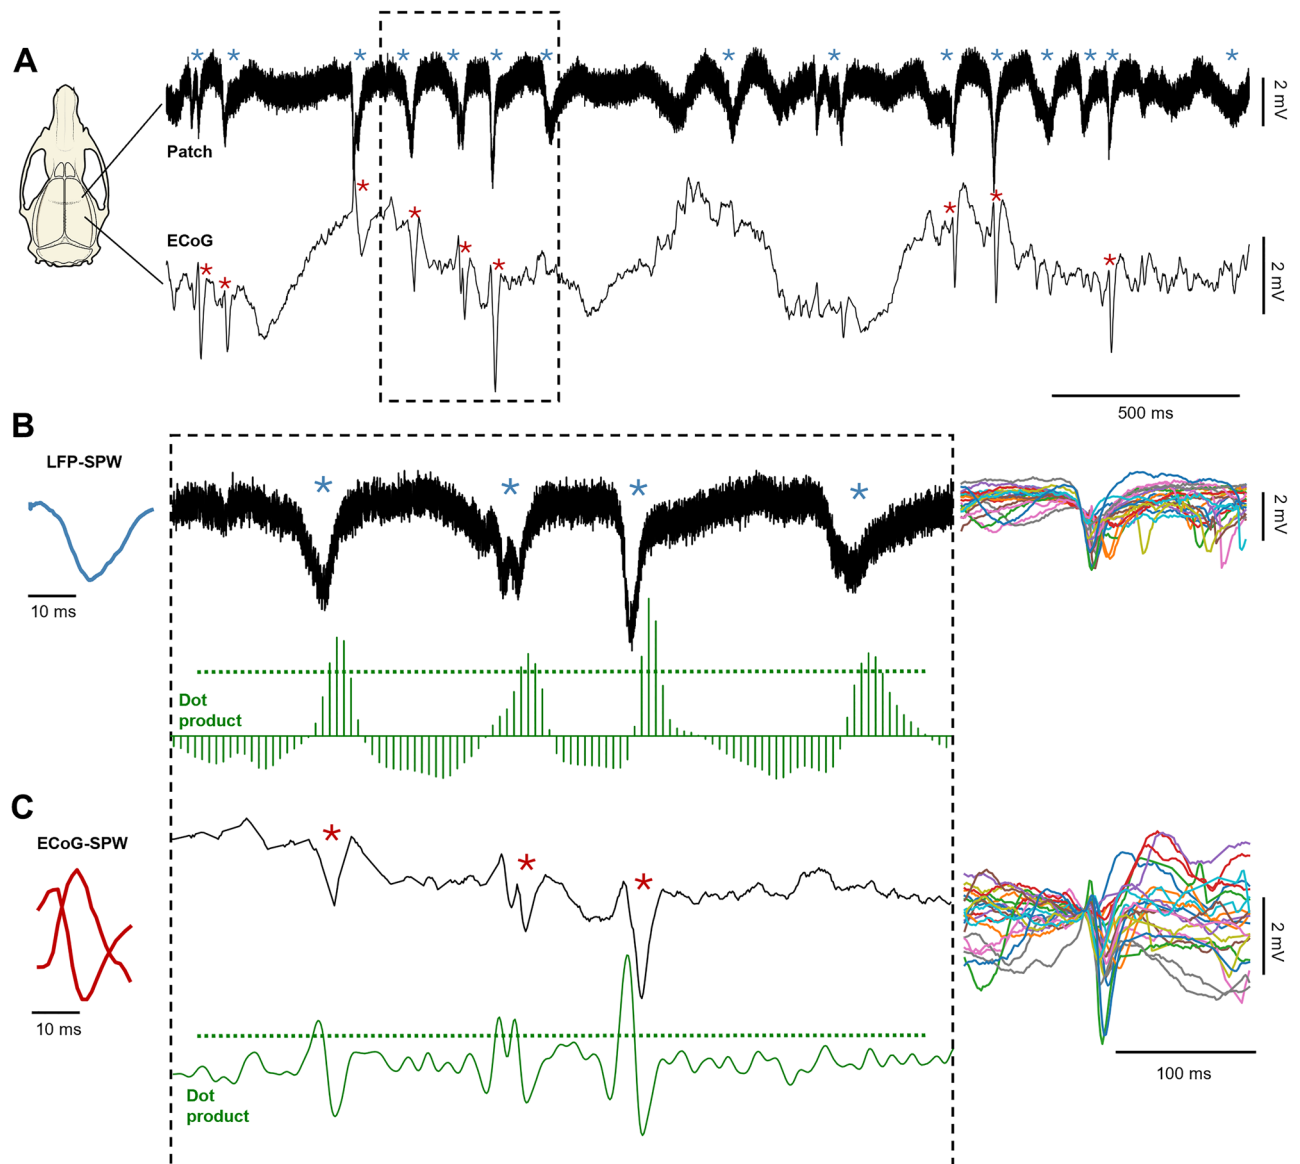 A
Patch
2 mV
ECoG
2 mV
500 ms
B
LFP-SPW
10 ms
2 mV
Dot
product
C
ECoG-SPW
10 ms
2 mV
100 ms
Dot
product